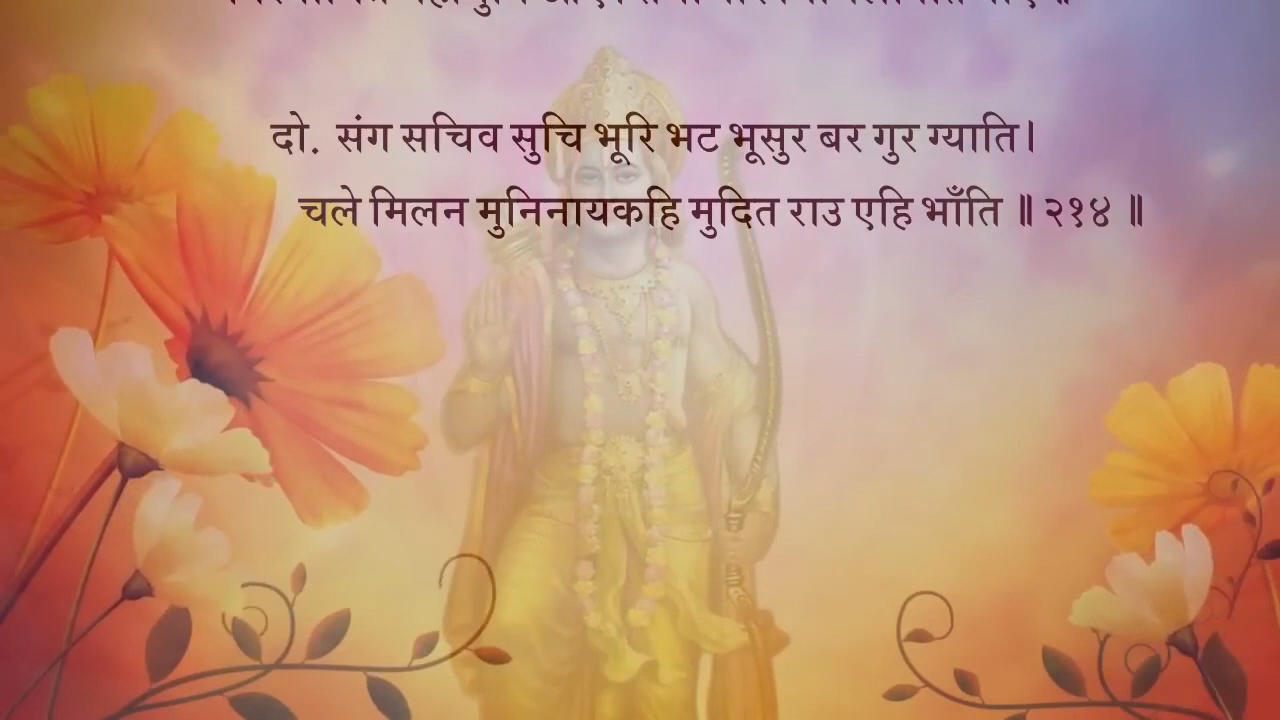 दो. संग सचिव सुचि भूरि भट भूसुर बर गुर ग्याति।
चले मिलन मुनिनायकहि मुदित राउ एहि भाँति ॥ २१४ ॥